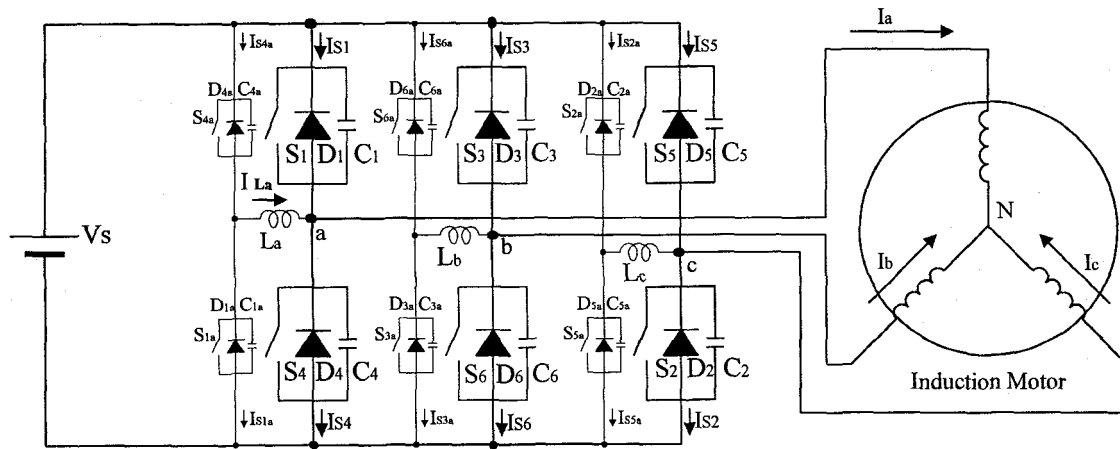 Ia
IS4a IS1 IS6a IS3 IS2a IS5
D4a C4a D6a C6a D2a C2a
S4a S6a S2a
S1 D1 C1 S3 D3 C3 S5 D5 C5
I La
N
Vs La a Lb b Lc c
Ib Ic
D1a C1a D3a C3a D5a C5a
S1a S3a S5a
S4 D4 C4 S6 D6 C6 S2 D2 C2
Induction Motor
IS1a IS4 IS3a IS6 IS5a IS2